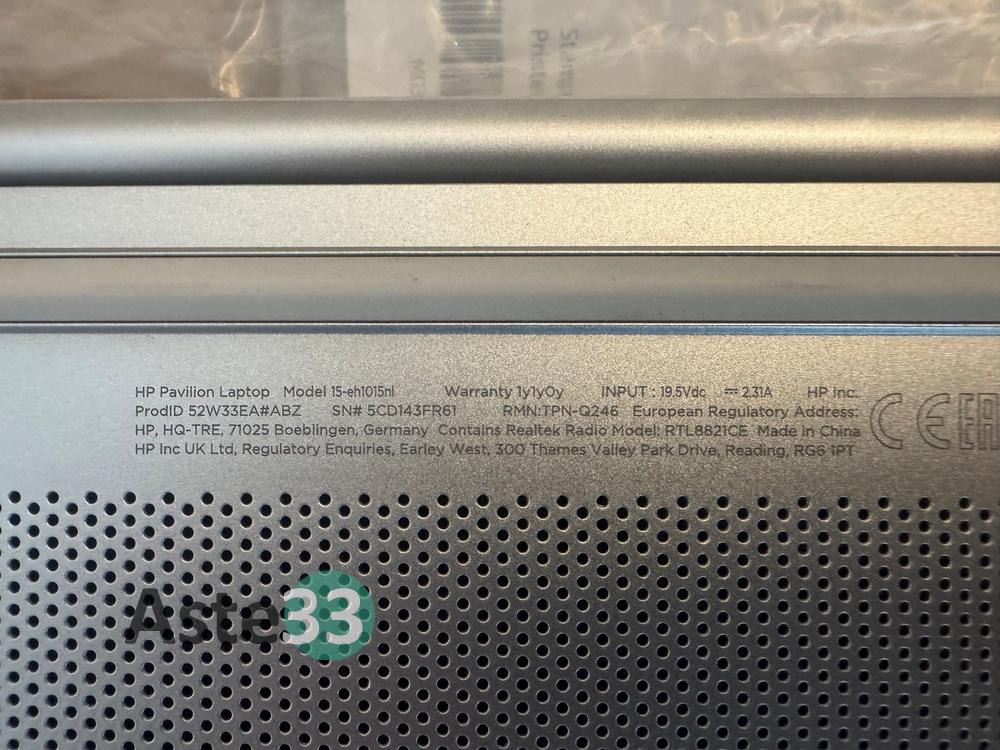 HP Pavilion Laptop Model 15-eh1015nl Warranty 1y1y0y INPUT : 19.5Vdc ⎓ 2.31A HP Inc.
ProdID 52W33EA#ABZ SN# 5CD143FR61 RMN:TPN-Q246 European Regulatory Address:
HP, HQ-TRE, 71025 Boeblingen, Germany Contains Realtek Radio Model: RTL8821CE Made in China
HP Inc UK Ltd, Regulatory Enquiries, Earley West, 300 Thames Valley Park Drive, Reading, RG6 1PT
CE
Aste33